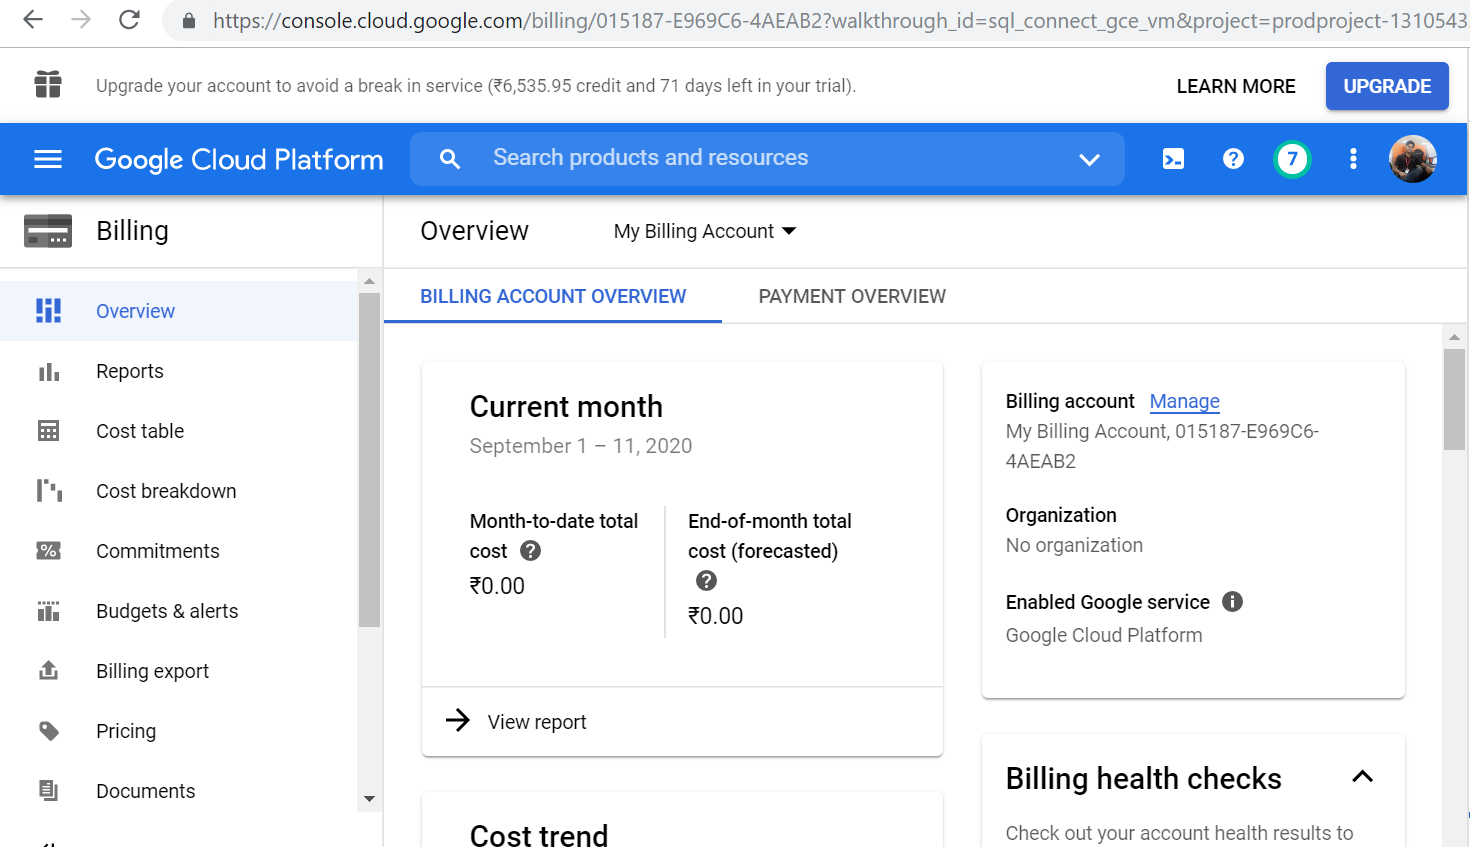 https://console.cloud.google.com/billing/015187-E969C6-4AEAB2?walkthrough_id=sql_connect_gce_vm&project=prodproject-1310543
Upgrade your account to avoid a break in service (₹6,535.95 credit and 71 days left in your trial).
LEARN MORE
UPGRADE
Google Cloud Platform
Search products and resources
7
Billing
Overview
My Billing Account
Overview
Reports
Cost table
Cost breakdown
Commitments
Budgets & alerts
Billing export
Pricing
Documents
BILLING ACCOUNT OVERVIEW
PAYMENT OVERVIEW
Current month
September 1 – 11, 2020
Month-to-date total
cost
₹0.00
End-of-month total
cost (forecasted)
₹0.00
View report
Cost trend
Billing account Manage
My Billing Account, 015187-E969C6-
4AEAB2
Organization
No organization
Enabled Google service
Google Cloud Platform
Billing health checks
Check out your account health results to